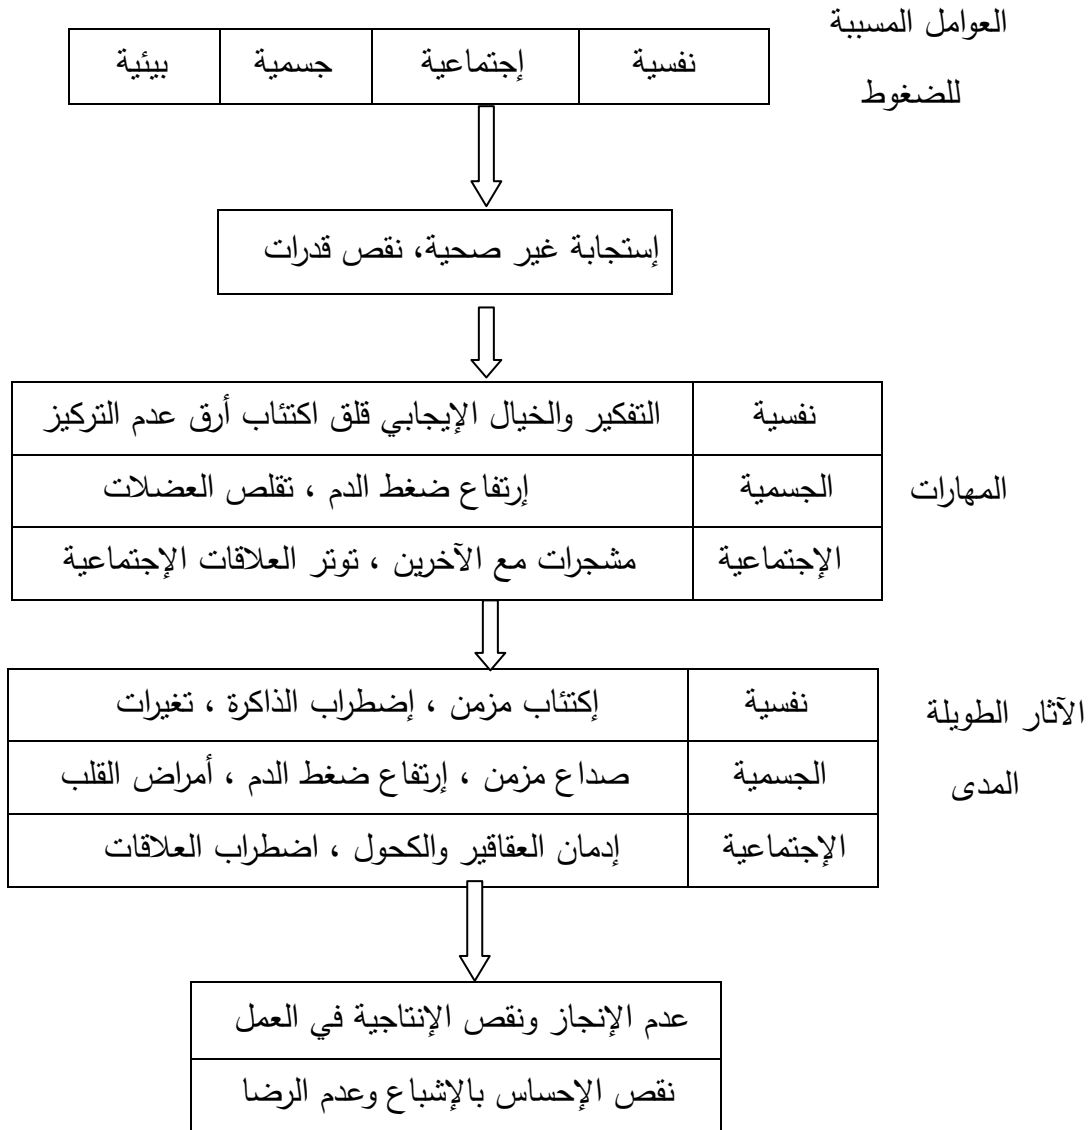 العوامل المسببة
للضغوط
نفسية إجتماعية جسمية بيئية
إستجابة غير صحية، نقص قدرات
المهارات
نفسية التفكير والخيال الإيجابي قلق اكتئاب أرق عدم التركيز
الجسمية إرتفاع ضغط الدم ، تقلص العضلات
الإجتماعية مشجرات مع الآخرين ، توتر العلاقات الإجتماعية
الآثار الطويلة
المدى
نفسية إكتئاب مزمن ، إضطراب الذاكرة ، تغيرات
الجسمية صداع مزمن ، إرتفاع ضغط الدم ، أمراض القلب
الإجتماعية إدمان العقاقير والكحول ، اضطراب العلاقات
عدم الإنجاز ونقص الإنتاجية في العمل
نقص الإحساس بالإشباع وعدم الرضا